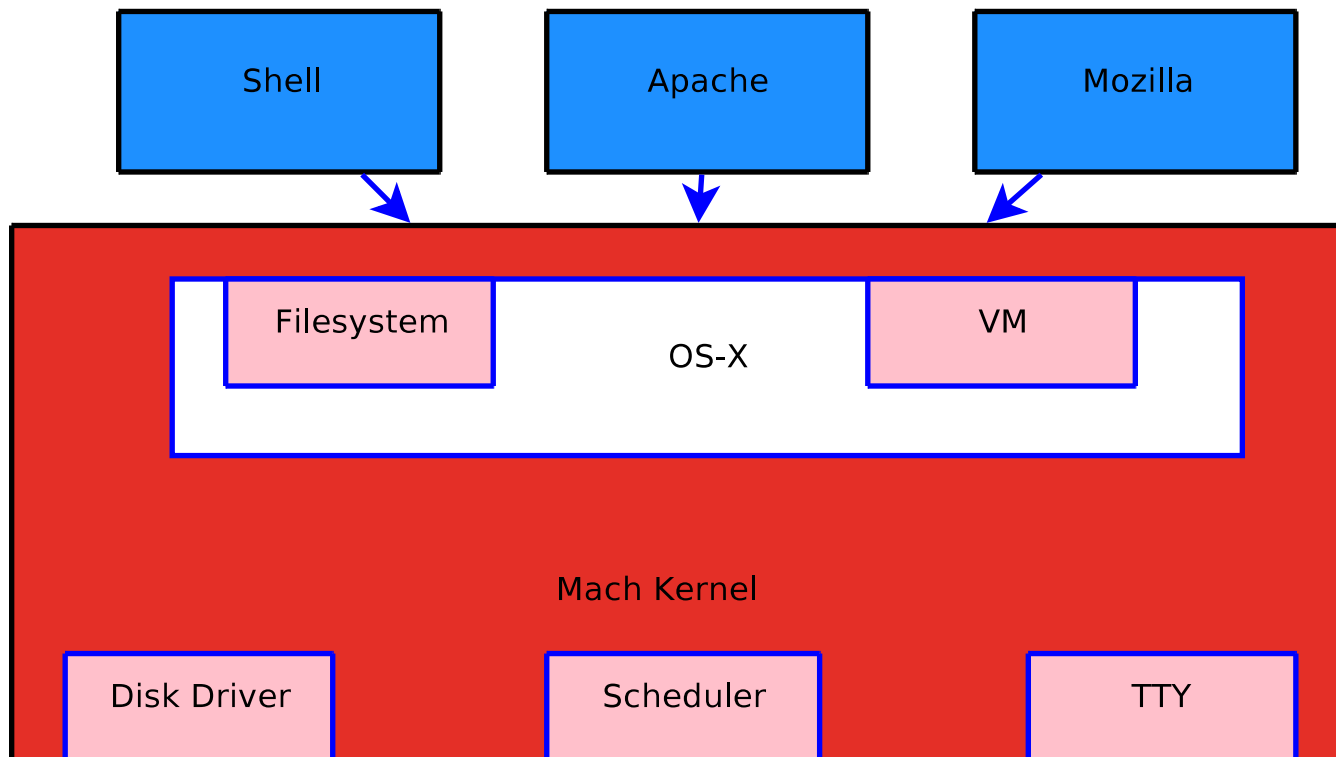 Shell
Apache
Mozilla
Filesystem
VM
OS-X
Mach Kernel
Disk Driver
Scheduler
TTY